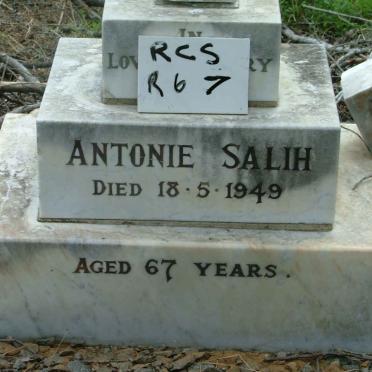 IN
LOV RY
RCS
R67
ANTONIE SALIH
DIED 18·5·1949
AGED 67 YEARS.